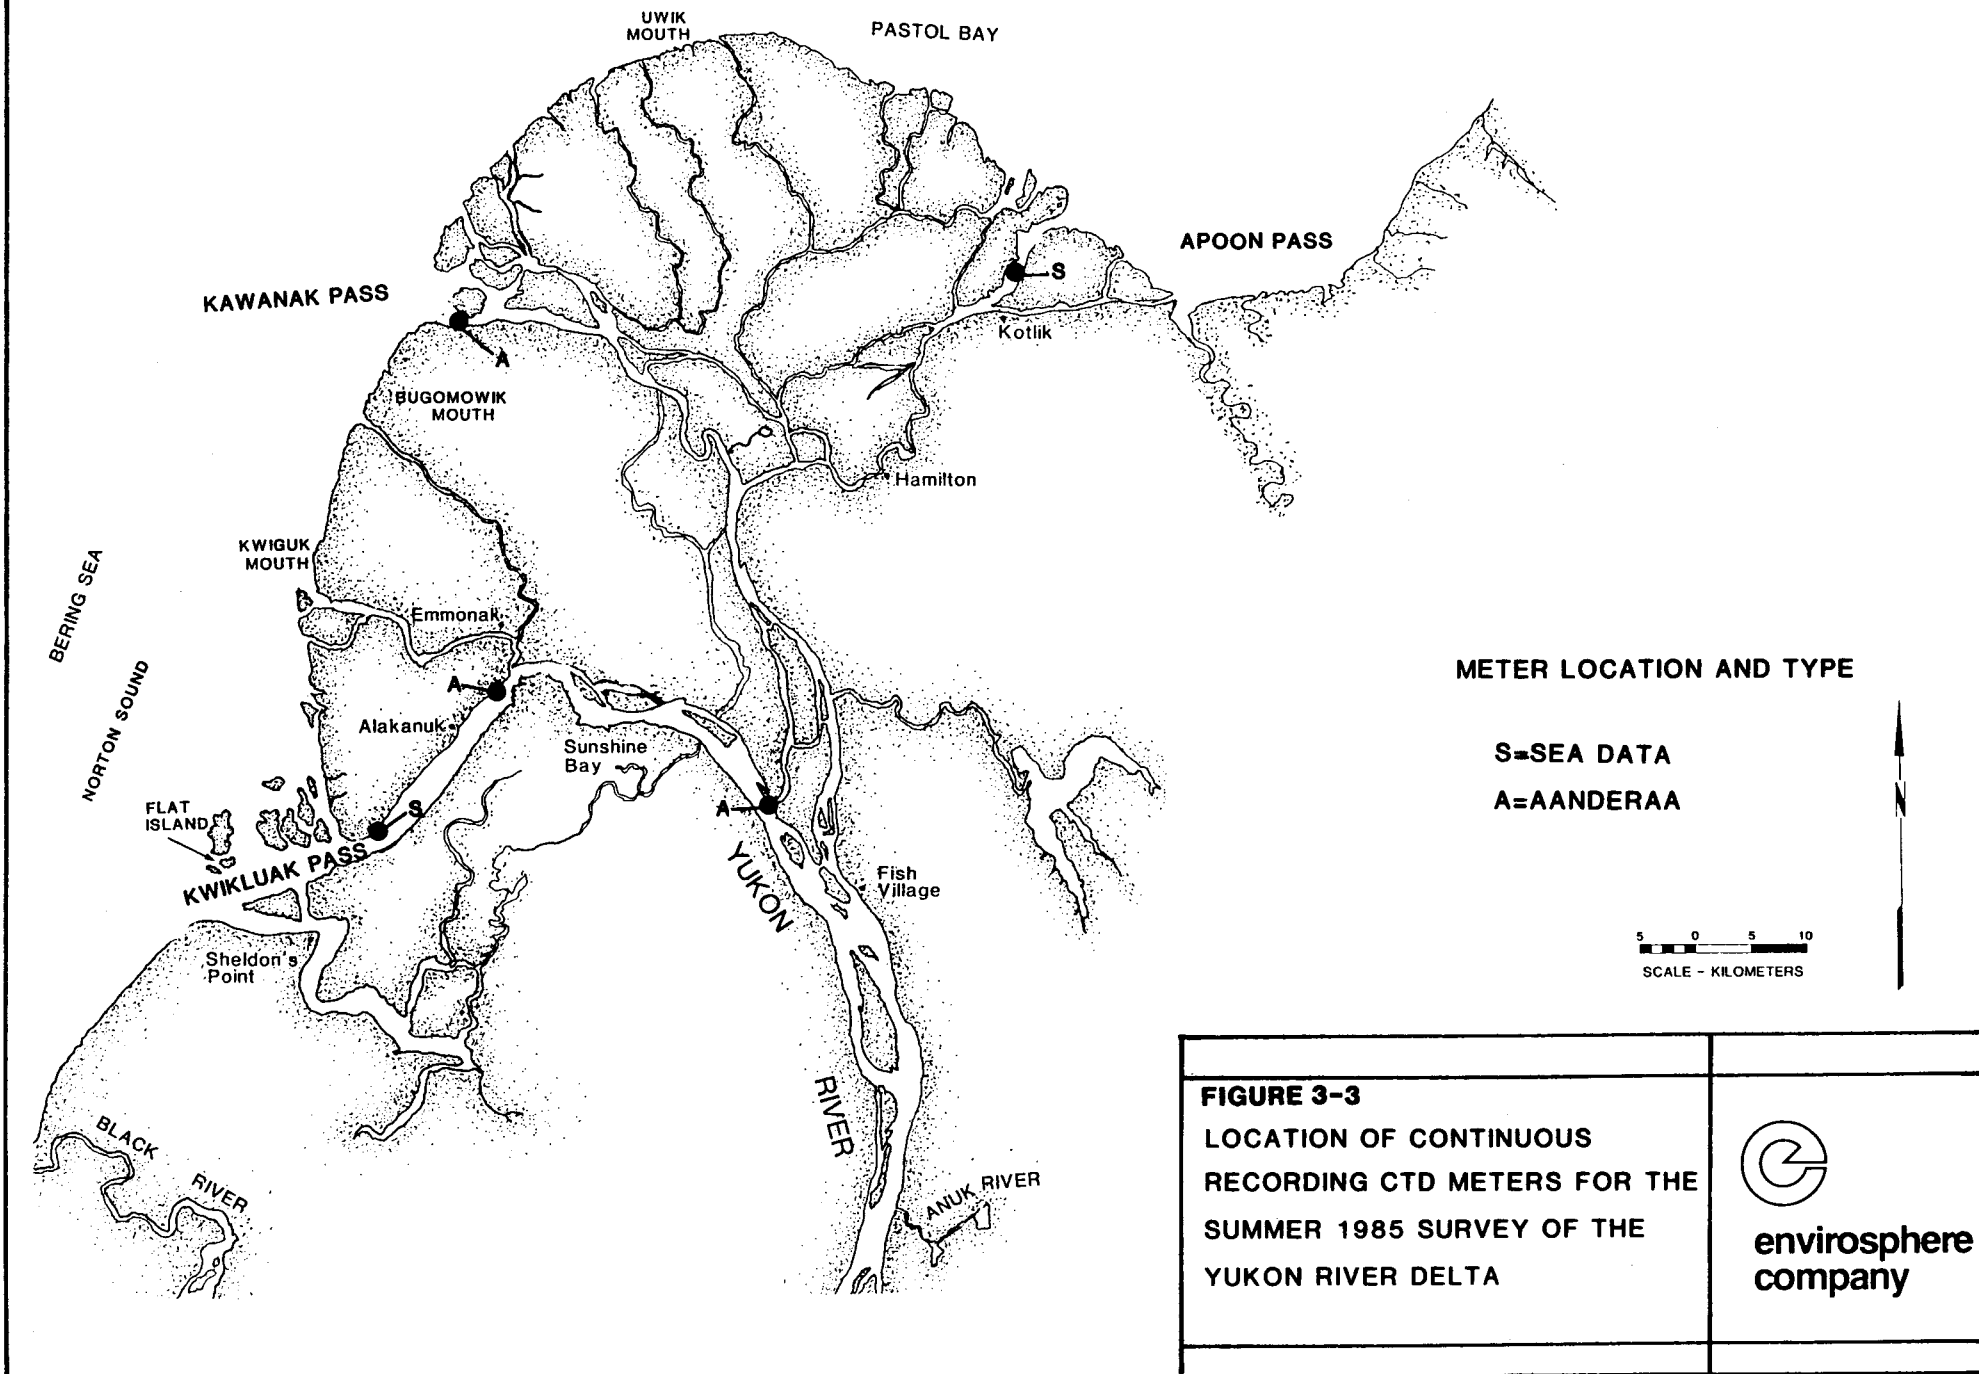 UWIK
MOUTH
PASTOL BAY
APOON PASS
S
KAWANAK PASS
Kotlik
A
BUGOMOWIK
MOUTH
Hamilton
KWIGUK
MOUTH
BERING SEA
Emmonak
NORTON SOUND
A
Alakanuk
Sunshine
Bay
METER LOCATION AND TYPE
S=SEA DATA
A=AANDERAA
N
FLAT
ISLAND
S
A
KWIKLUAK PASS
YUKON
Fish
Village
5 0 5 10
SCALE - KILOMETERS
Sheldon's
Point
RIVER
BLACK
RIVER
ANUK RIVER
FIGURE 3-3
LOCATION OF CONTINUOUS
RECORDING CTD METERS FOR THE
SUMMER 1985 SURVEY OF THE
YUKON RIVER DELTA
envirosphere
company